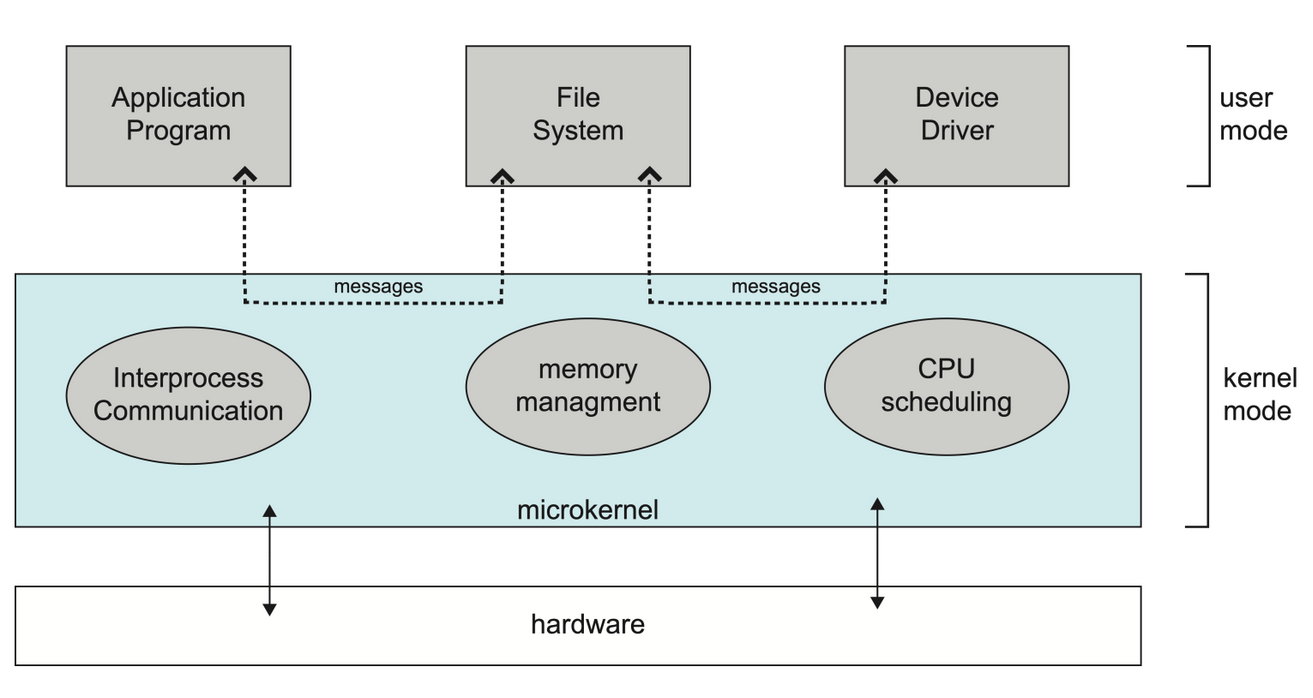 Application
Program
File
System
Device
Driver
user
mode
messages
messages
Interprocess
Communication
memory
managment
CPU
scheduling
kernel
mode
microkernel
hardware